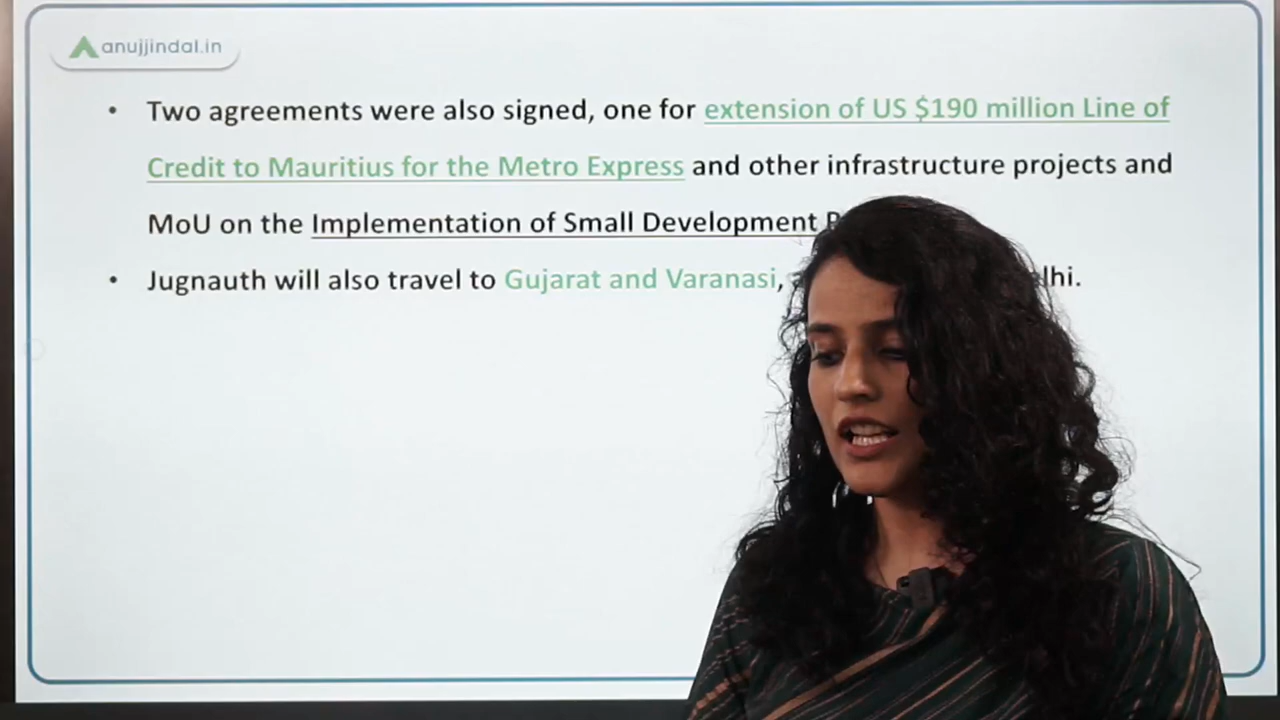 anujjindal.in
• Two agreements were also signed, one for extension of US $190 million Line of
Credit to Mauritius for the Metro Express and other infrastructure projects and
MoU on the Implementation of Small Development
• Jugnauth will also travel to Gujarat and Varanasi,